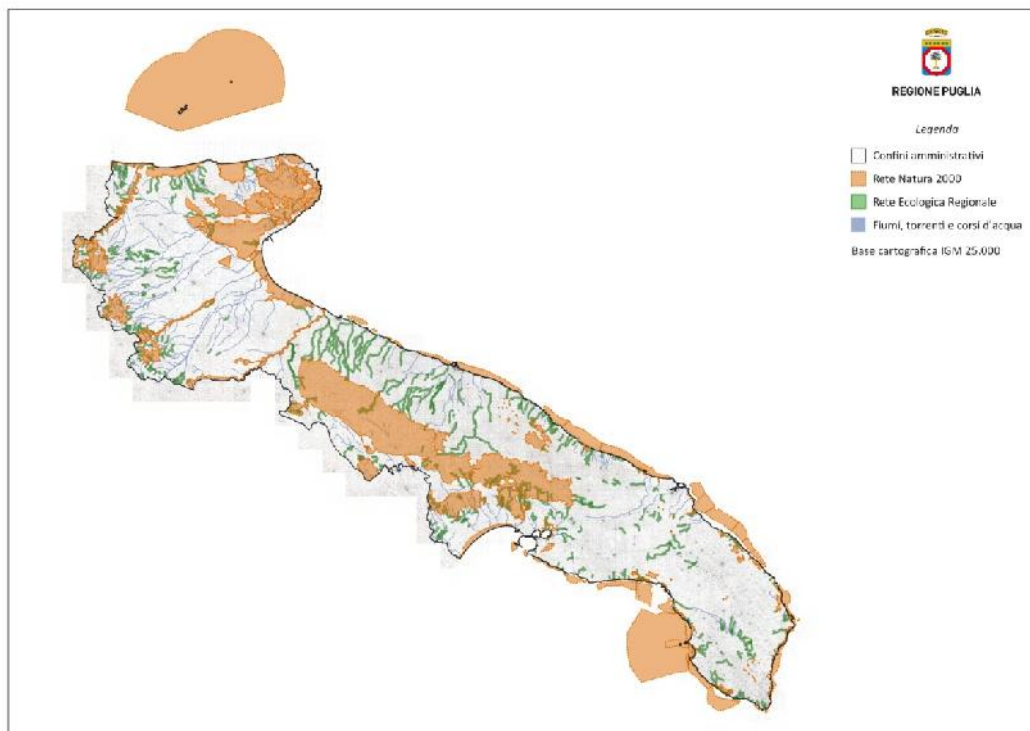 REGIONE PUGLIA
Legenda
Confini amministrativi
Rete Natura 2000
Rete Ecologica Regionale
Fiumi, torrenti e corsi d'acqua
Base cartografica IGM 25.000